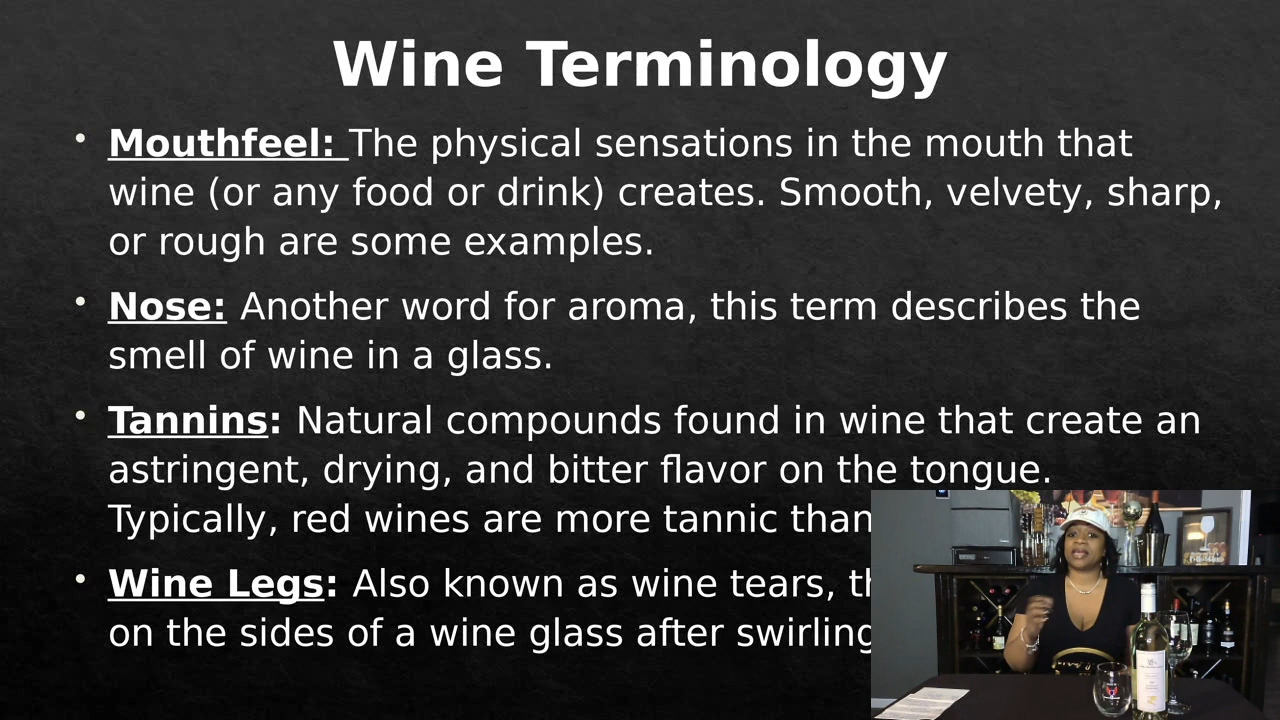 Wine Terminology
• Mouthfeel: The physical sensations in the mouth that
wine (or any food or drink) creates. Smooth, velvety, sharp,
or rough are some examples.
• Nose: Another word for aroma, this term describes the
smell of wine in a glass.
• Tannins: Natural compounds found in wine that create an
astringent, drying, and bitter flavor on the tongue.
Typically, red wines are more tannic than
• Wine Legs: Also known as wine tears,
on the sides of a wine glass after swirling